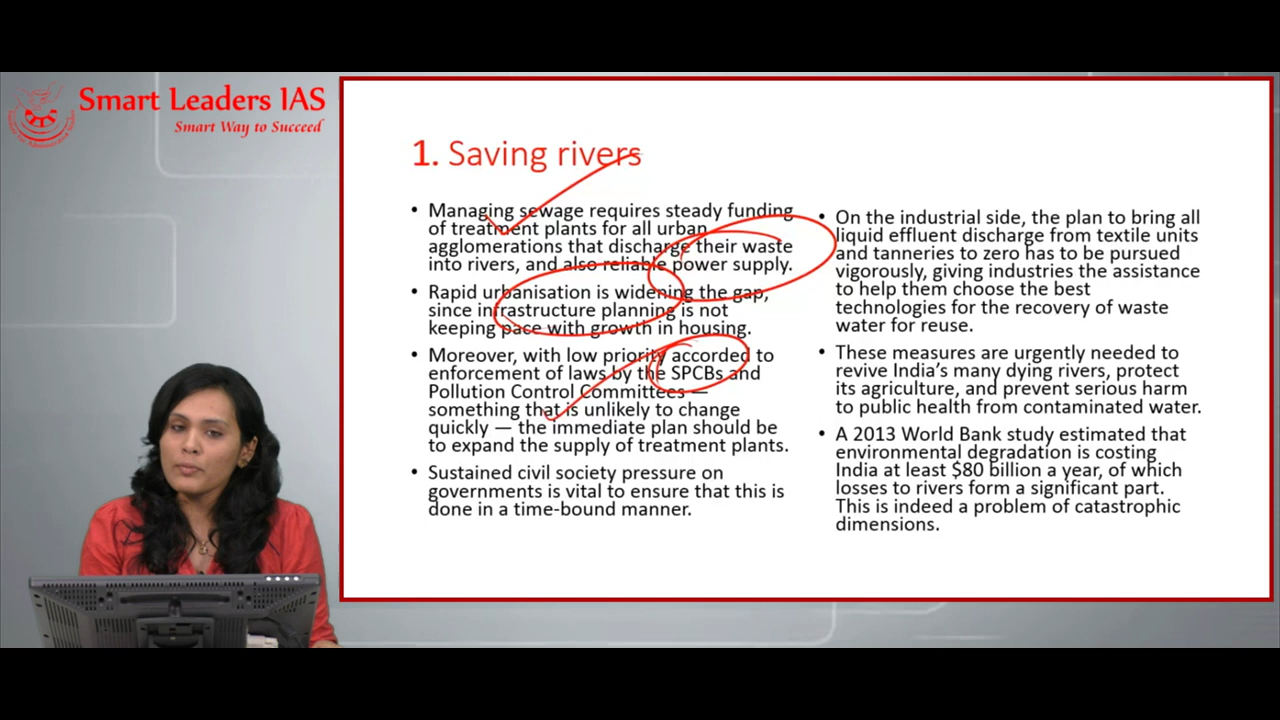 Smart Leaders IAS
Smart Way to Succeed
1. Saving rivers
• Managing sewage requires steady funding
of treatment plants for all urban
agglomerations that discharge their waste
into rivers, and also reliable power supply.
• Rapid urbanisation is widening the gap,
since infrastructure planning is not
keeping pace with growth in housing.
• Moreover, with low priority accorded to
enforcement of laws by the SPCBs and
Pollution Control Committees —
something that is unlikely to change
quickly — the immediate plan should be
to expand the supply of treatment plants.
• Sustained civil society pressure on
governments is vital to ensure that this is
done in a time-bound manner.
• On the industrial side, the plan to bring all
liquid effluent discharge from textile units
and tanneries to zero has to be pursued
vigorously, giving industries the assistance
to help them choose the best
technologies for the recovery of waste
water for reuse.
• These measures are urgently needed to
revive India's many dying rivers, protect
its agriculture, and prevent serious harm
to public health from contaminated water.
• A 2013 World Bank study estimated that
environmental degradation is costing
India at least $80 billion a year, of which
losses to rivers form a significant part.
This is indeed a problem of catastrophic
dimensions.